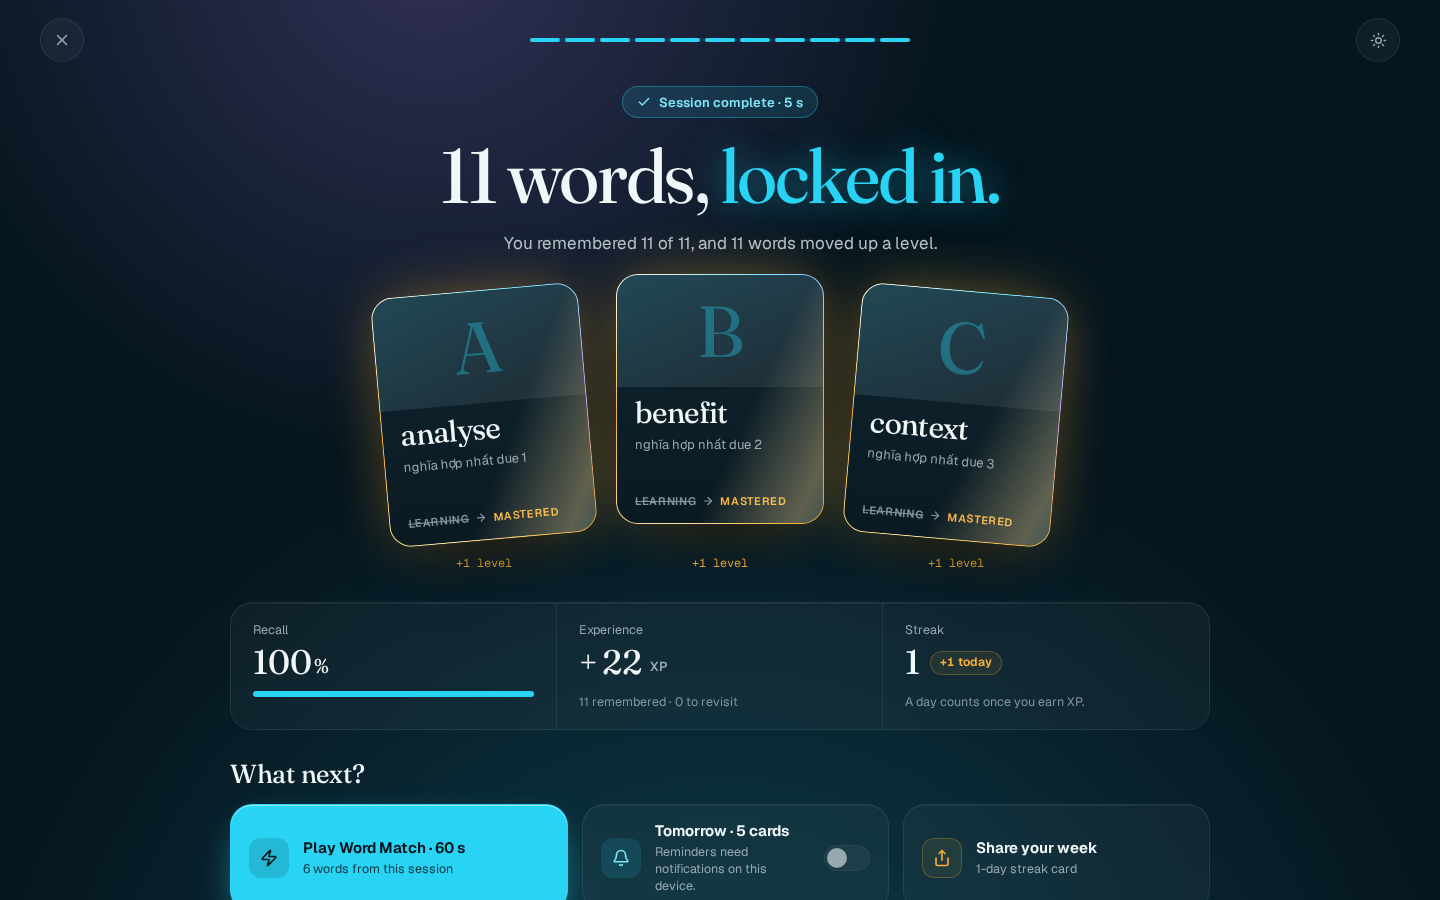 Session complete · 5 s
11 words, locked in.
You remembered 11 of 11, and 11 words moved up a level.
A
analyse
nghĩa hợp nhất due 1
LEARNING → MASTERED
+1 level
B
benefit
nghĩa hợp nhất due 2
LEARNING → MASTERED
+1 level
C
context
nghĩa hợp nhất due 3
LEARNING → MASTERED
+1 level
Recall
100%
Experience
+22 XP
11 remembered · 0 to revisit
Streak
1 +1 today
A day counts once you earn XP.
What next?
Play Word Match · 60 s
6 words from this session
Tomorrow · 5 cards
Reminders need
notifications on this
device.
Share your week
1-day streak card